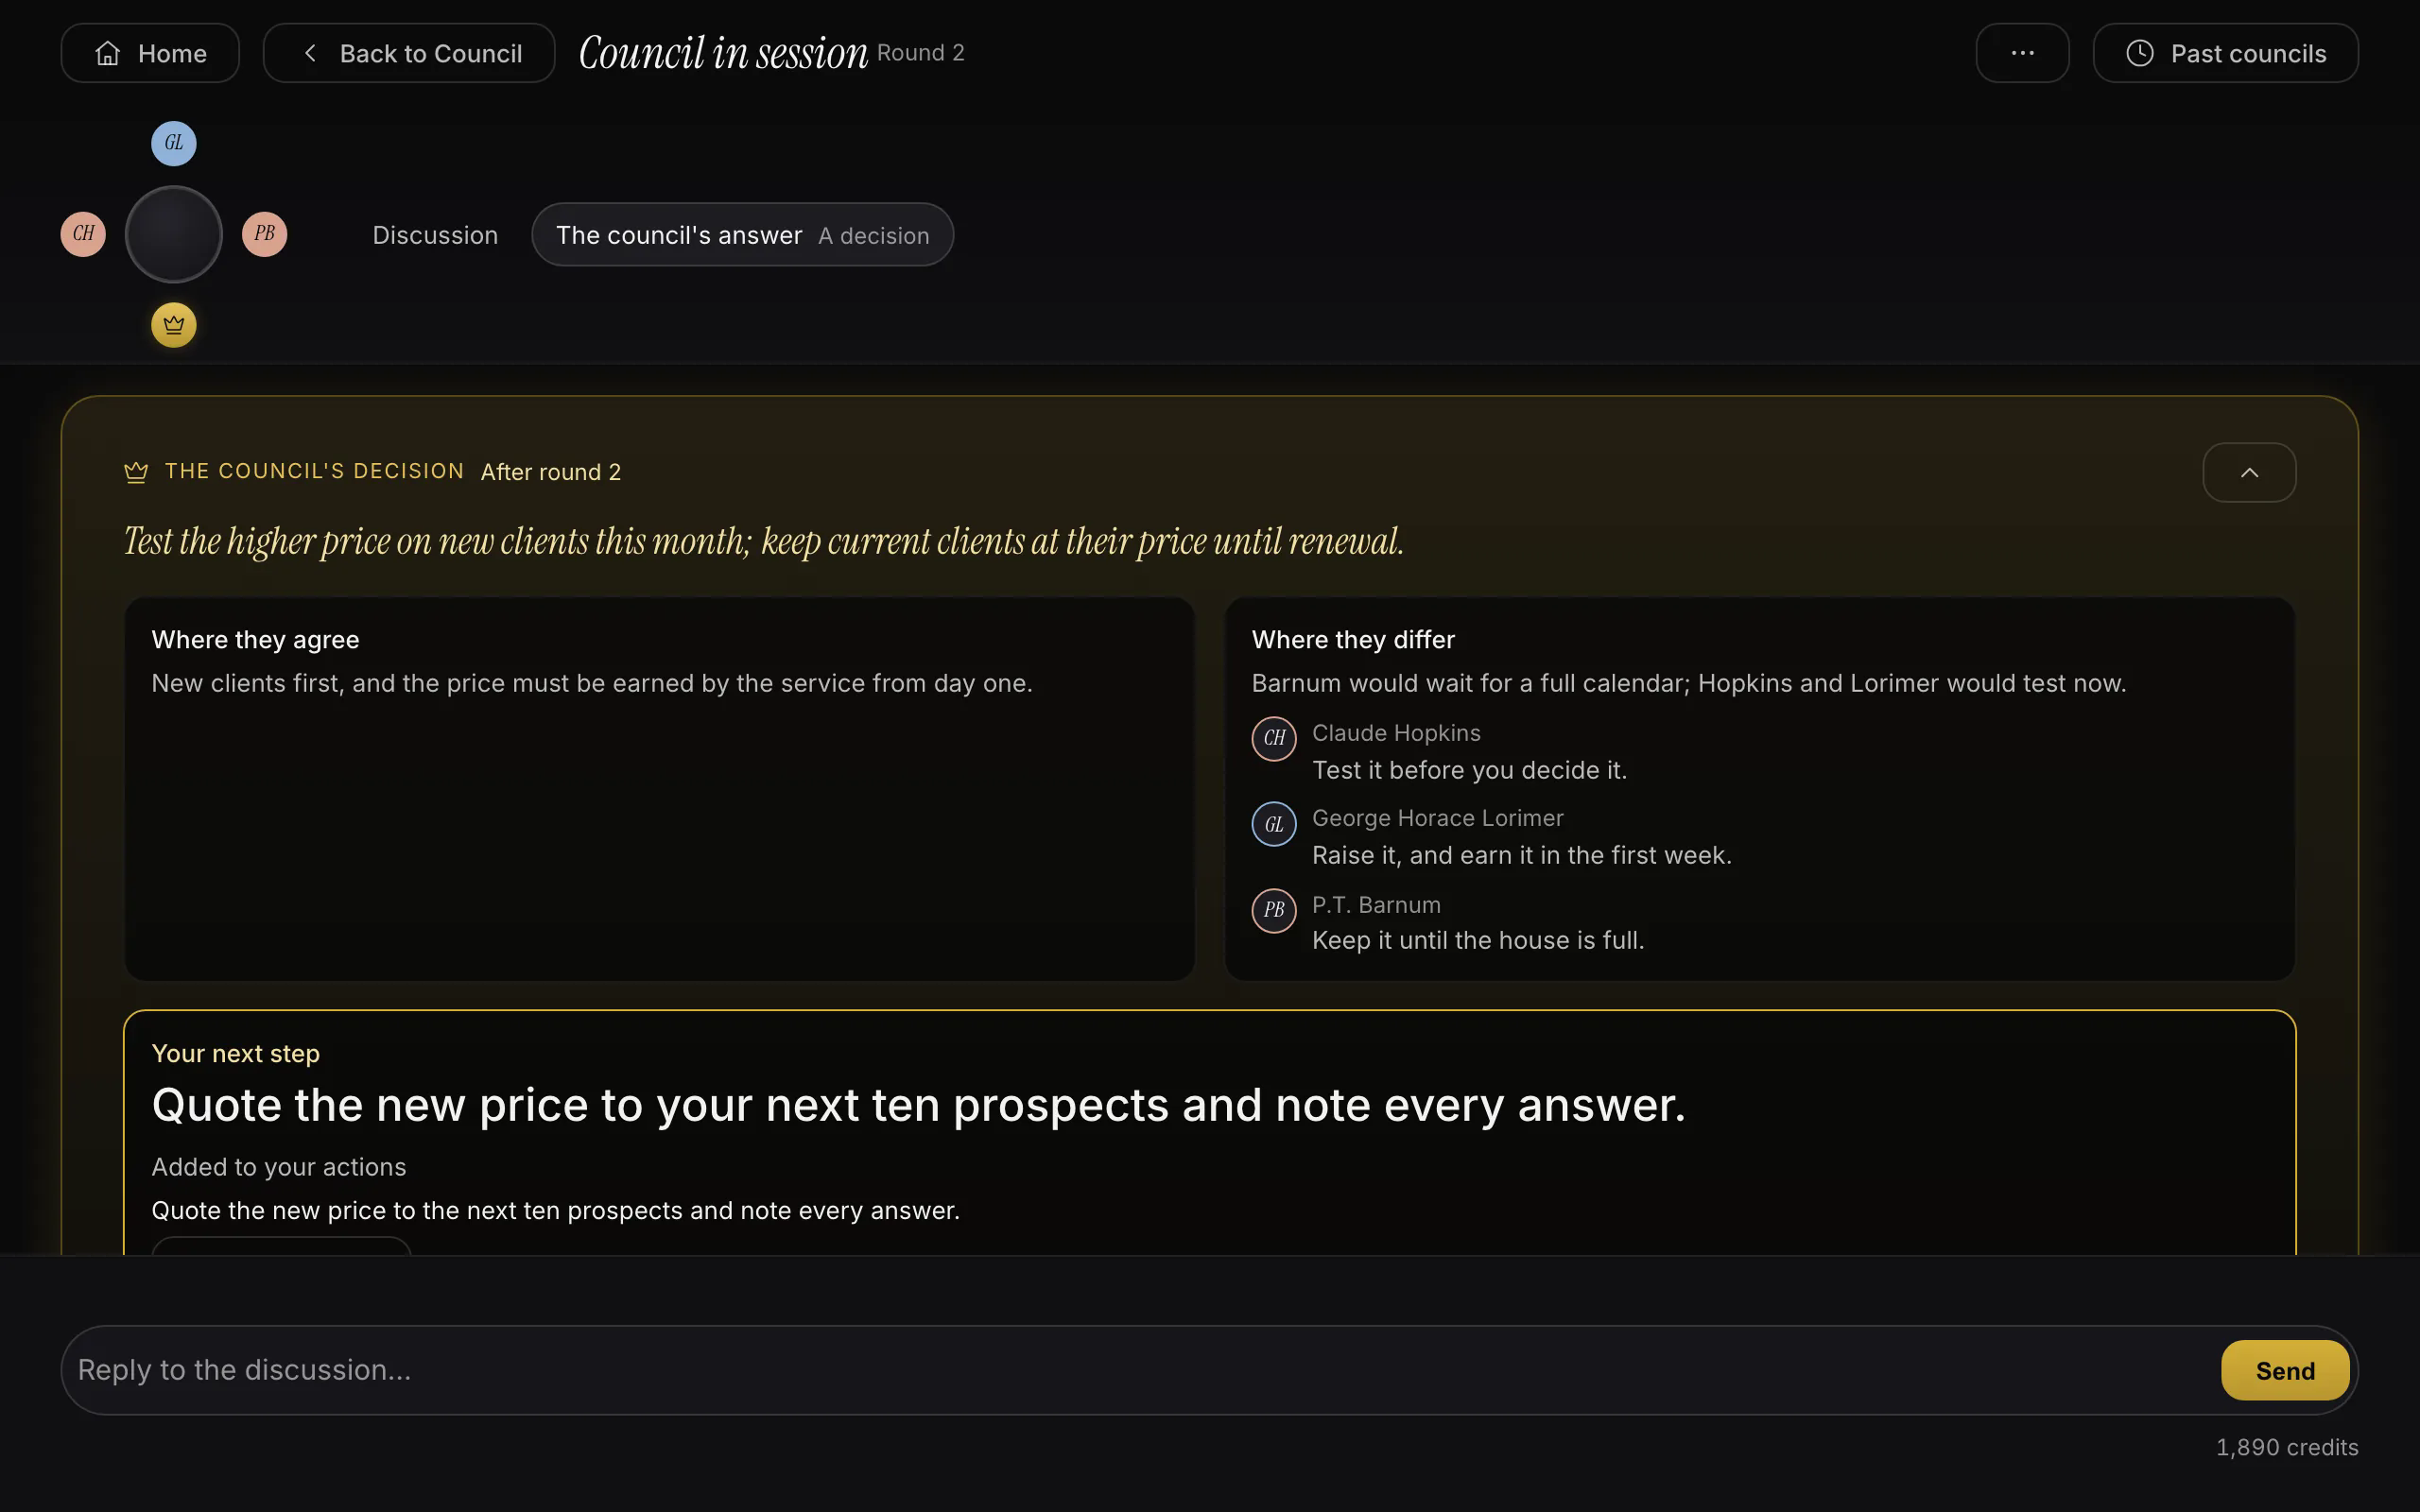 Home
Back to Council
Council in session Round 2
...
Past councils
GL
CH
PB
Discussion
The council's answer A decision
THE COUNCIL'S DECISION After round 2
Test the higher price on new clients this month; keep current clients at their price until renewal.
Where they agree
New clients first, and the price must be earned by the service from day one.
Where they differ
Barnum would wait for a full calendar; Hopkins and Lorimer would test now.
CH
Claude Hopkins
Test it before you decide it.
GL
George Horace Lorimer
Raise it, and earn it in the first week.
PB
P.T. Barnum
Keep it until the house is full.
Your next step
Quote the new price to your next ten prospects and note every answer.
Added to your actions
Quote the new price to the next ten prospects and note every answer.
Reply to the discussion...
Send
1,890 credits